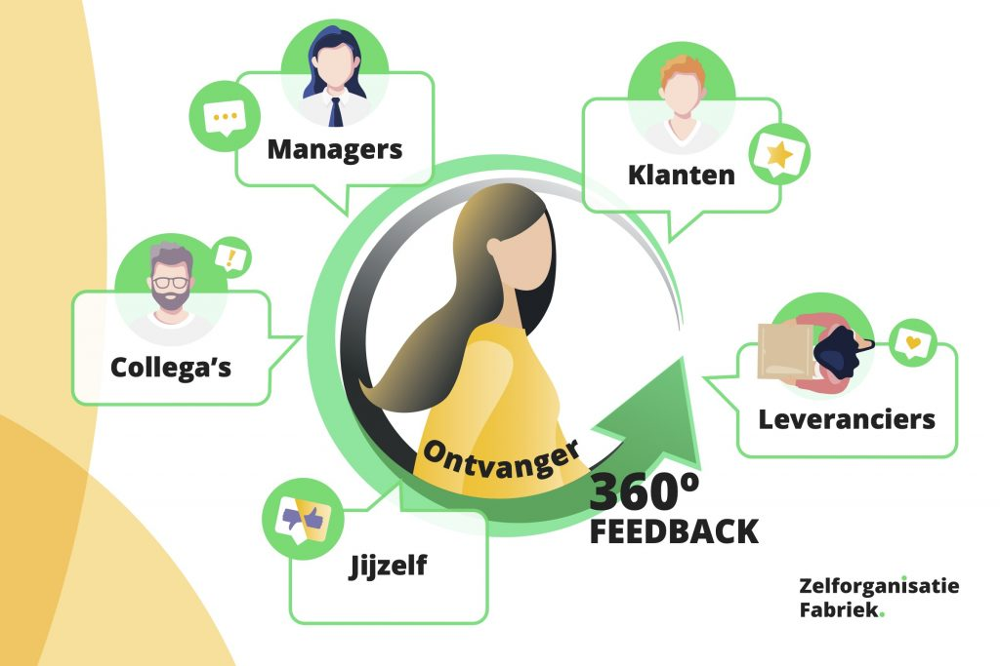 Managers
Klanten
Collega’s
Leveranciers
Ontvanger
360º
FEEDBACK
Jijzelf
Zelforganisatie
Fabriek.